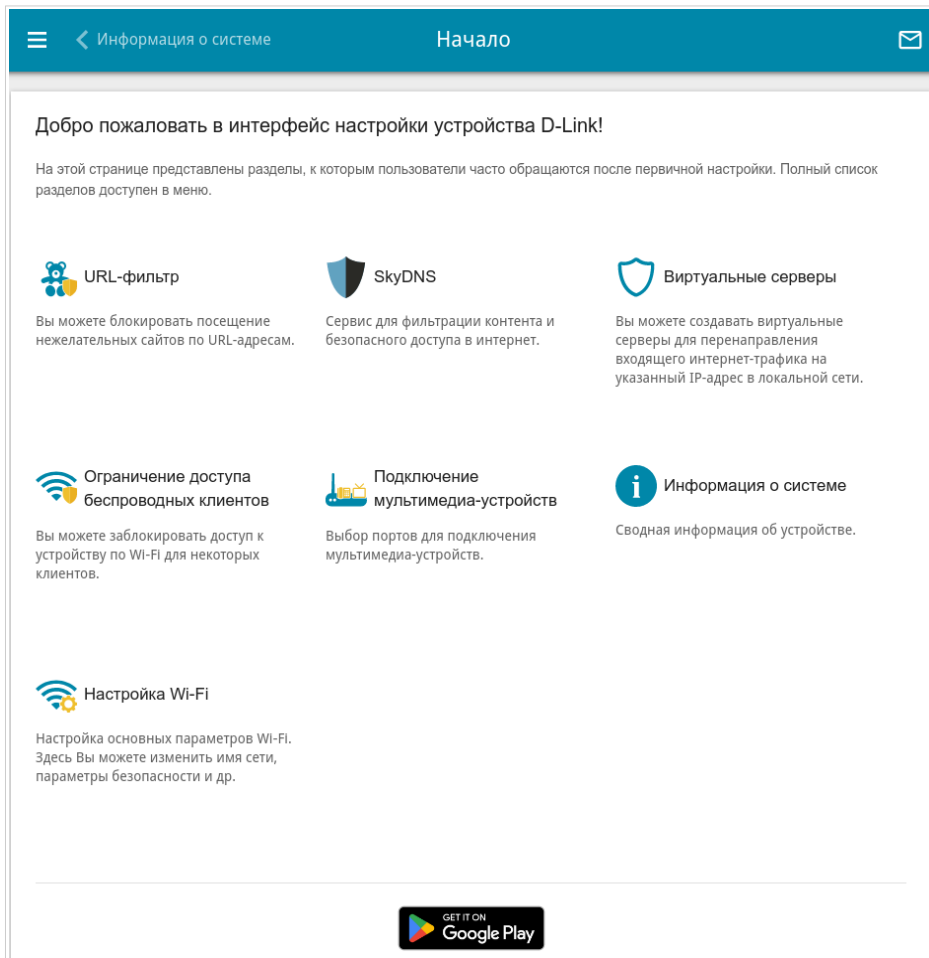 Информация о системе
Начало
Добро пожаловать в интерфейс настройки устройства D-Link!
На этой странице представлены разделы, к которым пользователи часто обращаются после первичной настройки. Полный список
разделов доступен в меню.
URL-фильтр
Вы можете блокировать посещение
нежелательных сайтов по URL-адресам.
SkyDNS
Сервис для фильтрации контента и
безопасного доступа в интернет.
Виртуальные серверы
Вы можете создавать виртуальные
серверы для перенаправления
входящего интернет-трафика на
указанный IP-адрес в локальной сети.
Ограничение доступа
беспроводных клиентов
Вы можете заблокировать доступ к
устройству по Wi-Fi для некоторых
клиентов.
Подключение
мультимедиа-устройств
Выбор портов для подключения
мультимедиа-устройств.
Информация о системе
Сводная информация об устройстве.
Настройка Wi-Fi
Настройка основных параметров Wi-Fi.
Здесь Вы можете изменить имя сети,
параметры безопасности и др.
GET IT ON
Google Play